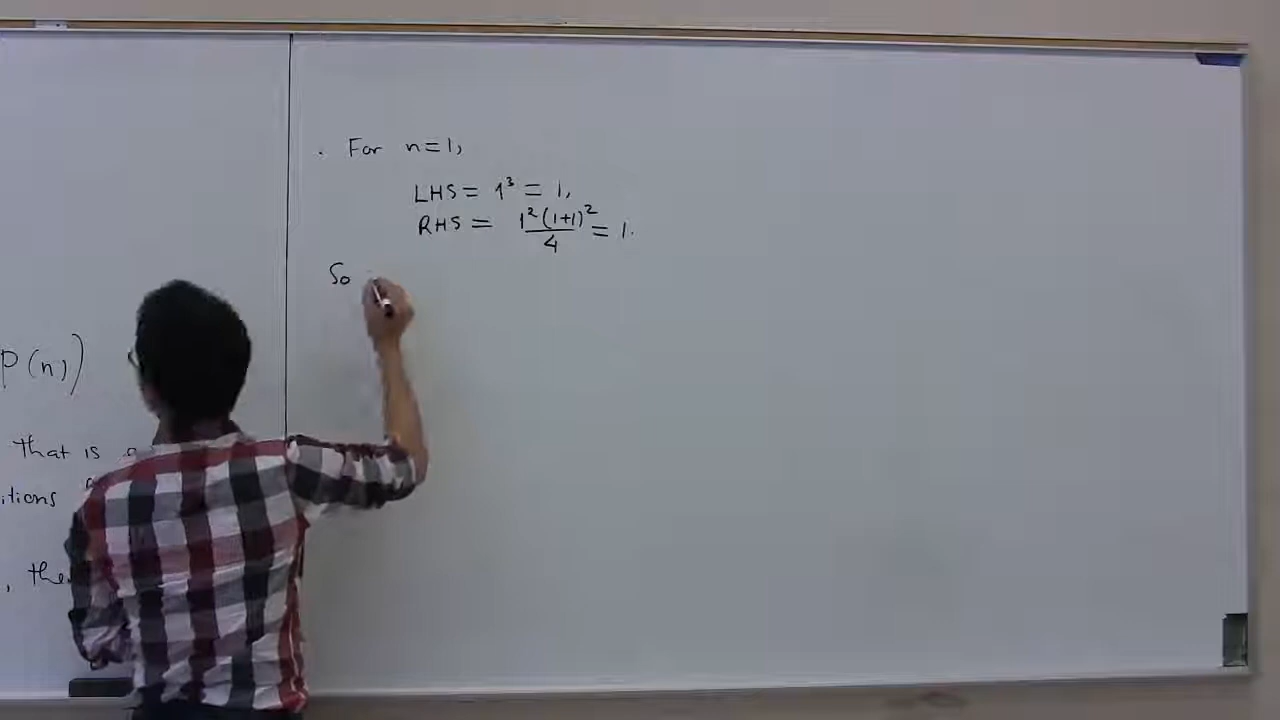 P(n))
That is
itions
, the
. For n=1,
LHS = 1³ = 1,
RHS = 1²(1+1)²/4 = 1.
So